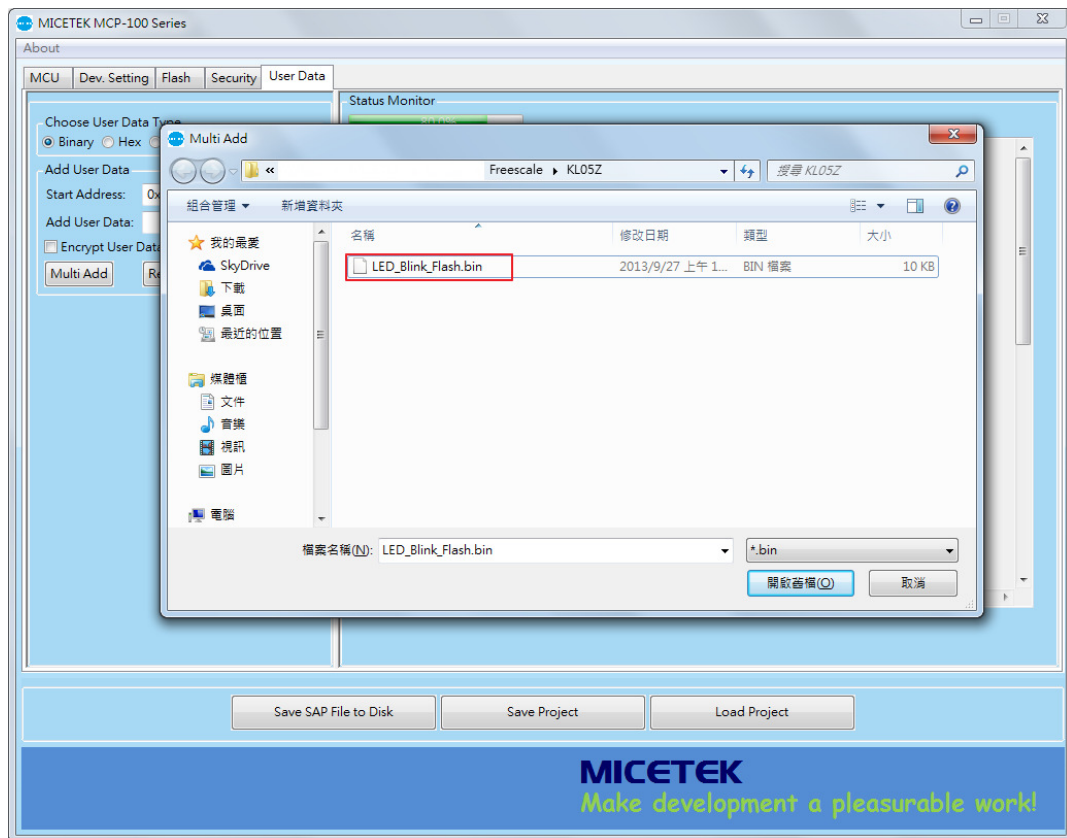 MICETEK MCP-100 Series
About
MCU Dev. Setting Flash Security User Data
Status Monitor
Choose User Data Type
Binary Hex
Add User Data
Start Address: 0x
Add User Data:
Encrypt User Data
Multi Add Re
Multi Add
« Freescale KL05Z
搜尋 KL05Z
組合管理 新增資料夾
名稱 修改日期 類型 大小
LED_Blink_Flash.bin 2013/9/27 上午 1... BIN 檔案 10 KB
我的最愛
SkyDrive
下載
桌面
最近的位置
媒體櫃
文件
音樂
視訊
圖片
電腦
檔案名稱(N): LED_Blink_Flash.bin *.bin
開啟舊檔(O) 取消
Save SAP File to Disk Save Project Load Project
MICETEK
Make development a pleasurable work!